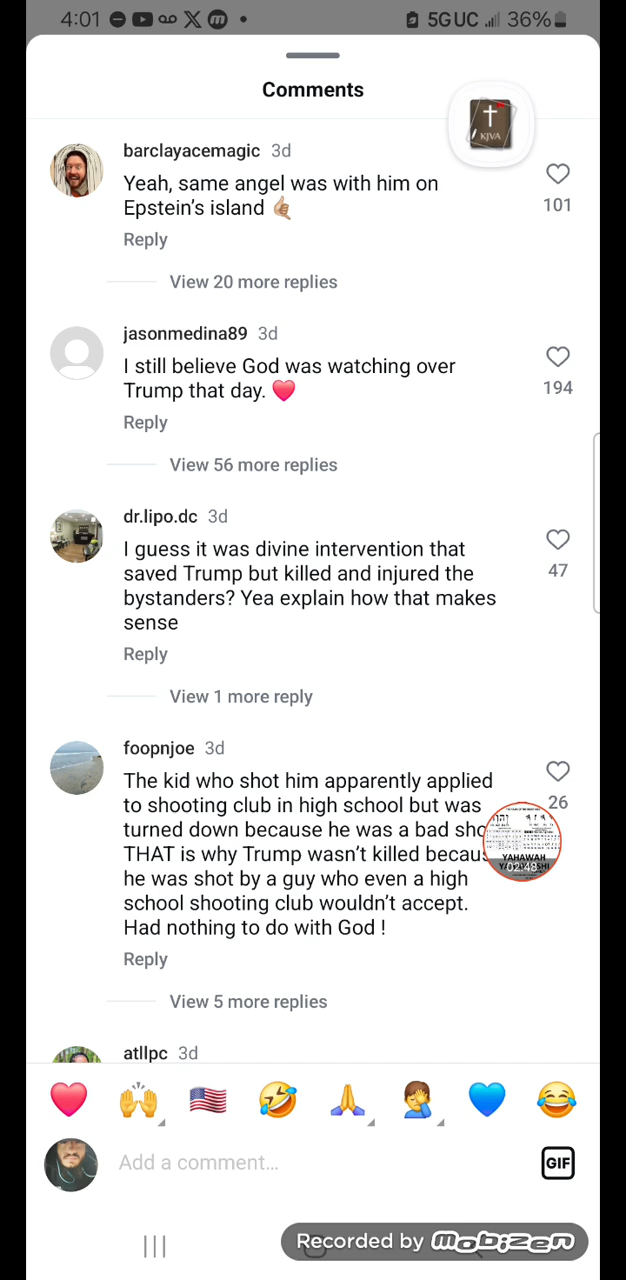 4:01
5G UC 36%
Comments
KJVA
barclayacemagic 3d
Yeah, same angel was with him on
Epstein's island 🤙🏼
101
Reply
View 20 more replies
jasonmedina89 3d
I still believe God was watching over
Trump that day. ❤️
194
Reply
View 56 more replies
dr.lipo.dc 3d
I guess it was divine intervention that
saved Trump but killed and injured the
bystanders? Yea explain how that makes
sense
47
Reply
View 1 more reply
foopnjoe 3d
The kid who shot him apparently applied
to shooting club in high school but was
26
turned down because he was a bad sho
THAT is why Trump wasn't killed becau
he was shot by a guy who even a high
school shooting club wouldn't accept.
Had nothing to do with God !
YAHAWAH
02:48
Reply
View 5 more replies
atllpc 3d
❤️ 🙌 🇺🇸 🤣 🙏 🤦‍♂️ 💙 😂
Add a comment...
GIF
Recorded by mobizen